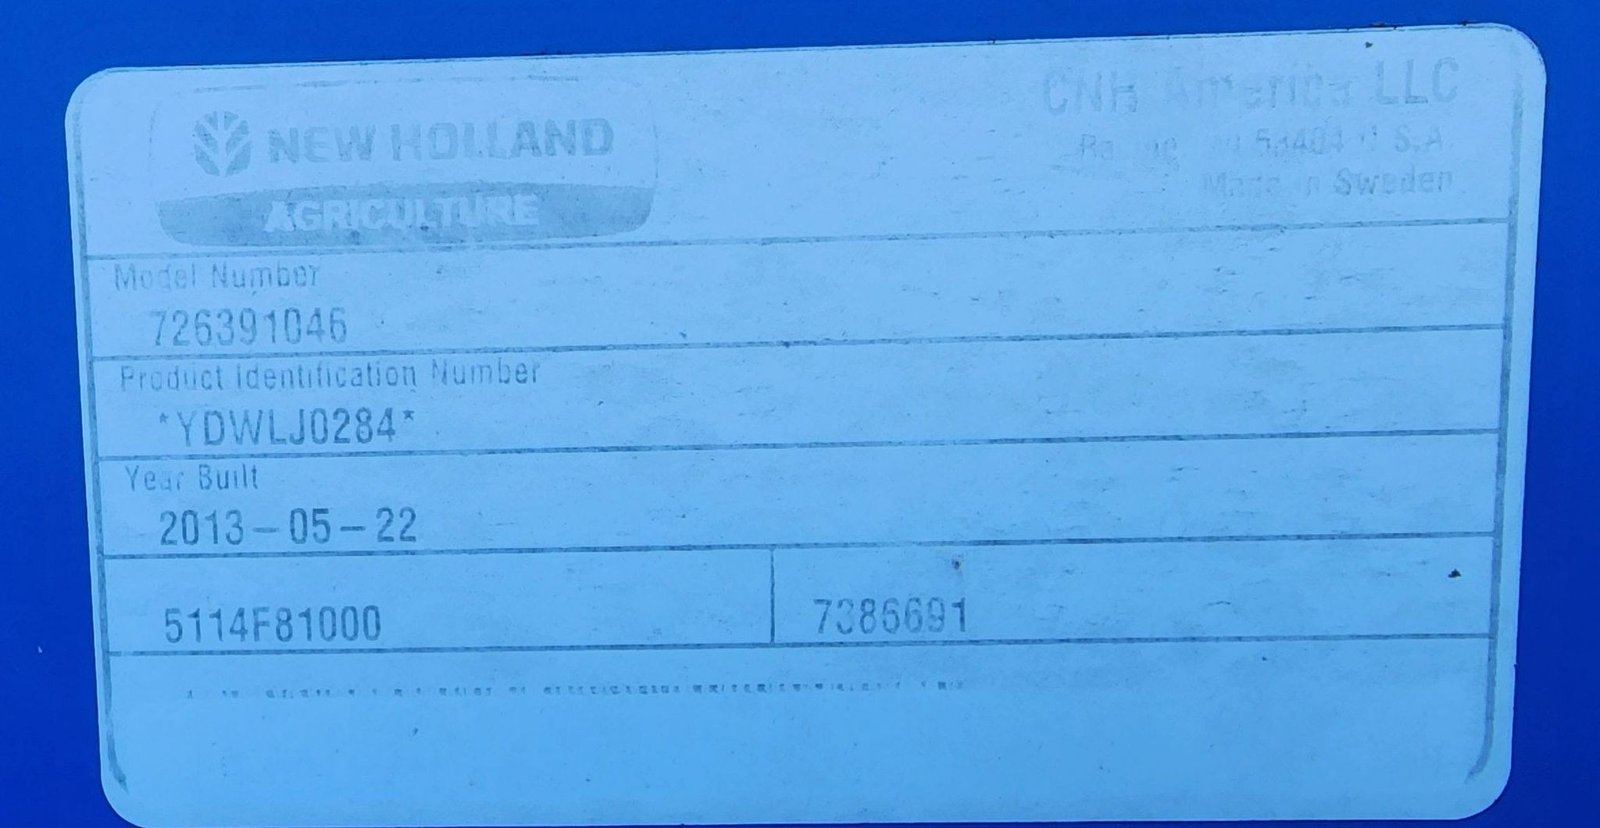 NEW HOLLAND
AGRICULTURE
CNH America LLC
U.S.A
Made in Sweden
Model Number
726391046
Product Identification Number
*YDWLJ0284*
Year Built
2013-05-22
5114F81000
7386691